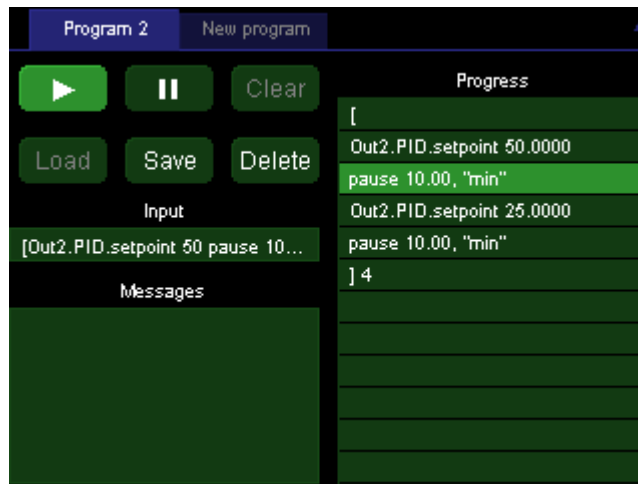 Program 2
New program
Clear
Load
Save
Delete
Input
[Out2.PID.setpoint 50 pause 10...
Messages
Progress
[
Out2.PID.setpoint 50.0000
pause 10.00, "min"
Out2.PID.setpoint 25.0000
pause 10.00, "min"
] 4